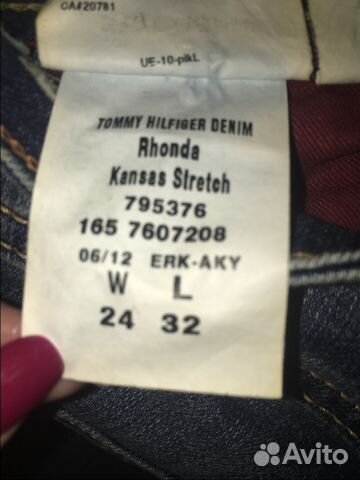 CA#20781
UE-10-pikL
TOMMY HILFIGER DENIM
Rhonda
Kansas Stretch
795376
165 7607208
06/12 ERK-AKY
W L
24 32
Avito